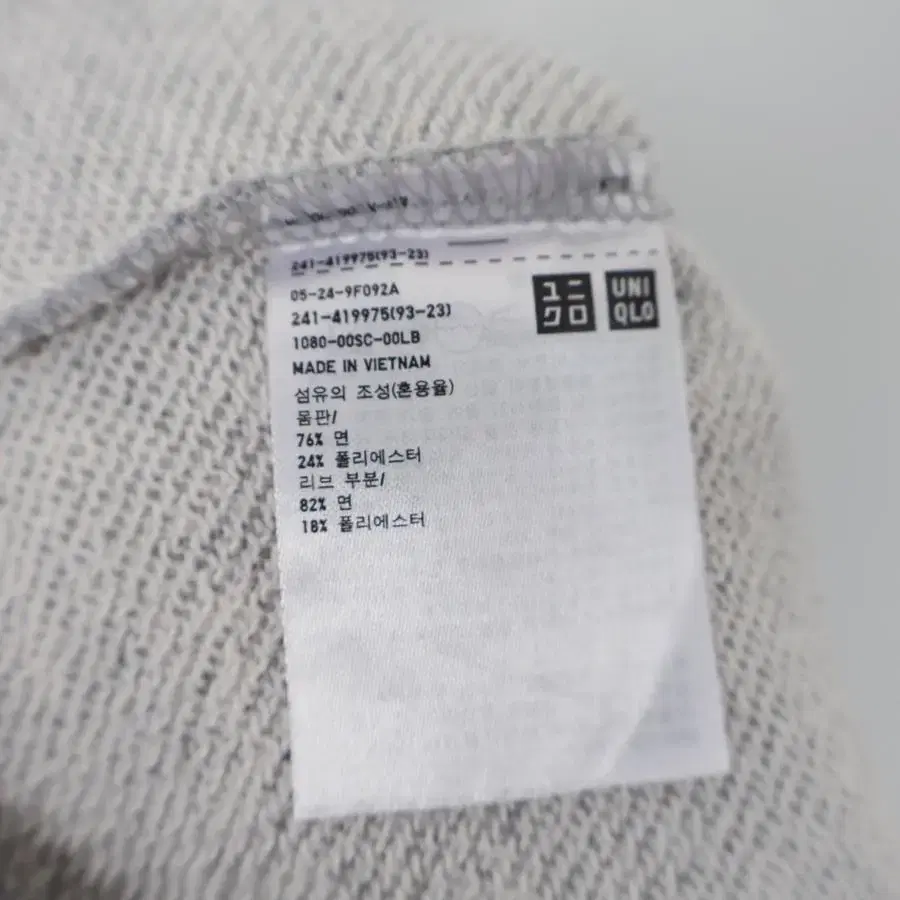 241-419975(93-23)
05-24-9F092A
241-419975(93-23)
1080-00SC-00LB
MADE IN VIETNAM
섬유의 조성(혼용율)
몸판/
76% 면
24% 폴리에스터
리브 부분/
82% 면
18% 폴리에스터
ユニ
クロ
UNI
QLO